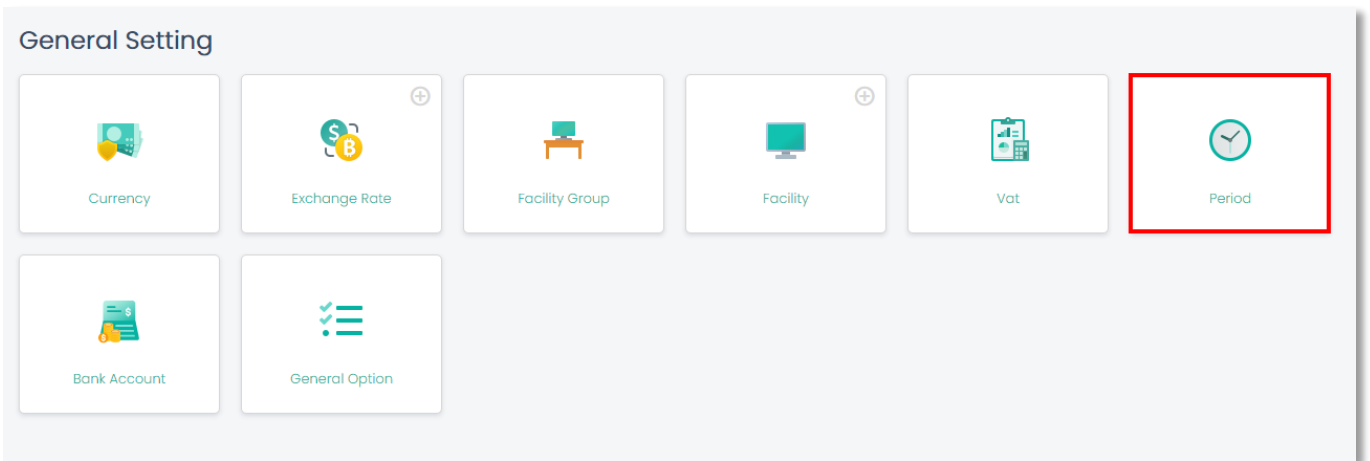 General Setting
Currency
Exchange Rate
Facility Group
Facility
Vat
Period
Bank Account
General Option